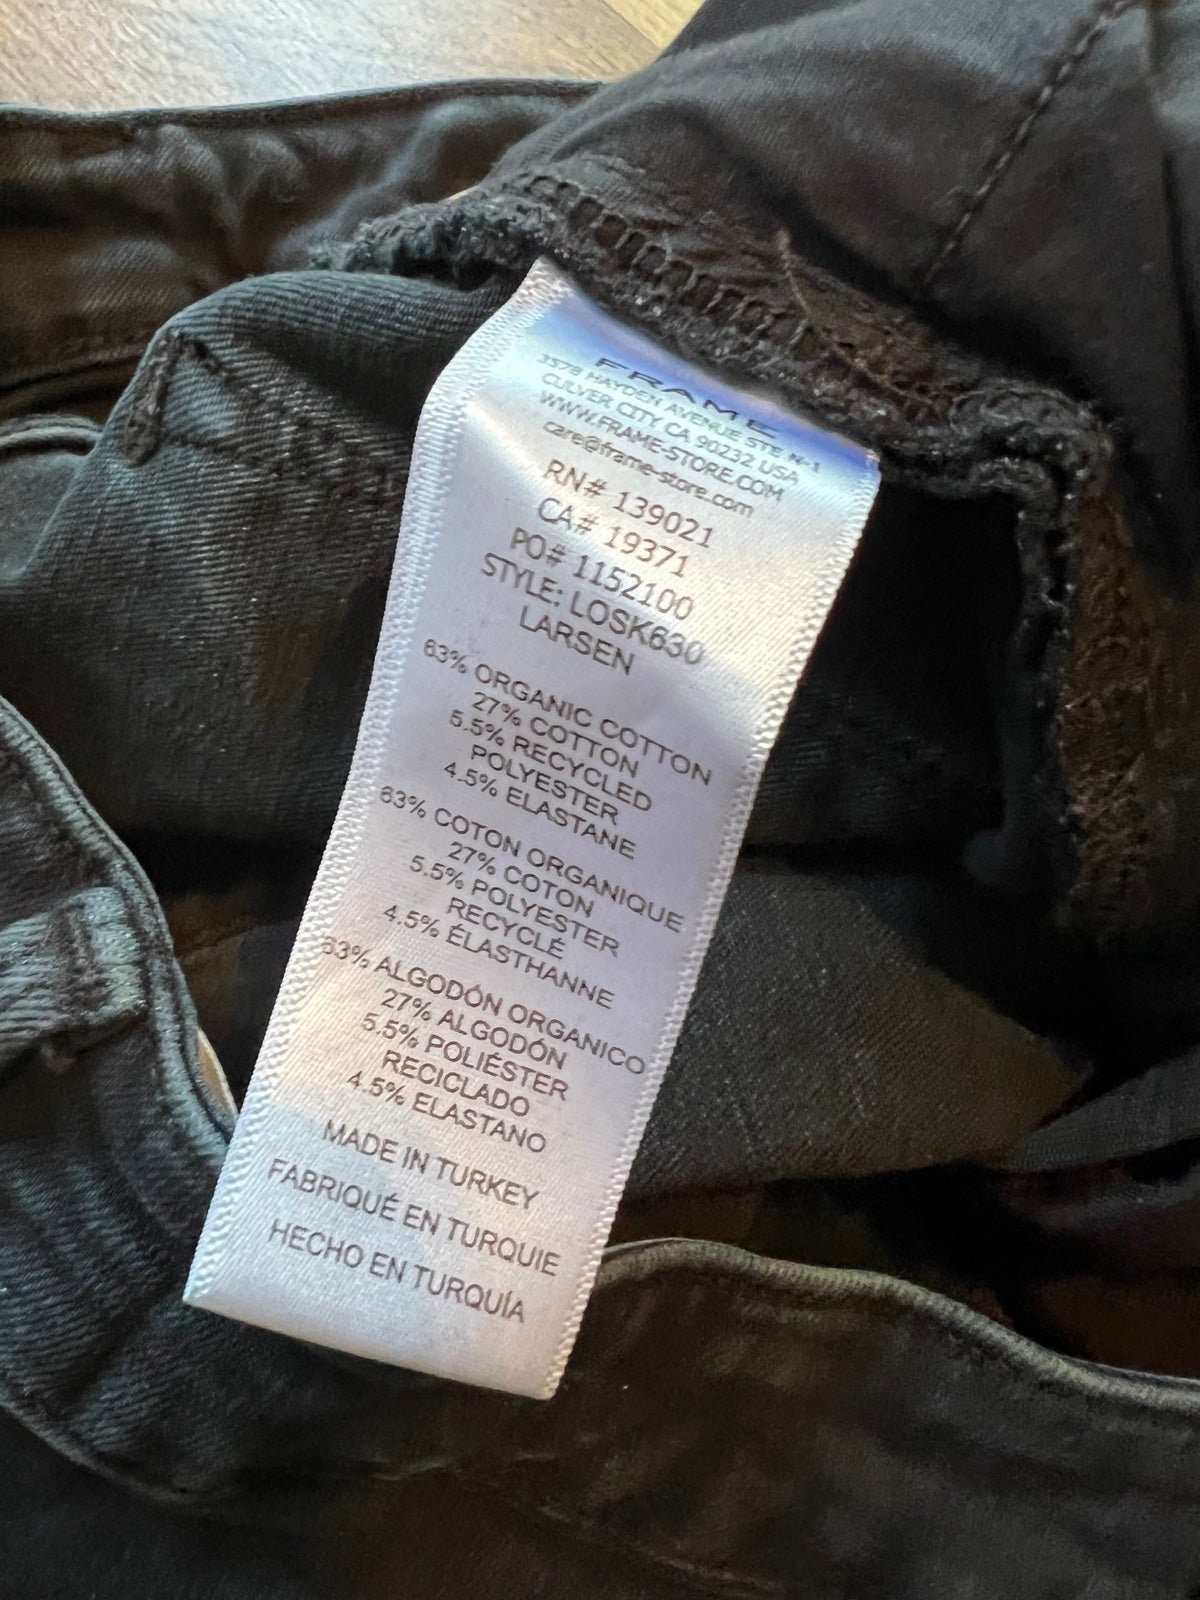 FRAME
3578 HAYDEN AVENUE STE #-1
CULVER CITY, CA 90232 USA
WWW.FRAME-STORE.COM
care@frame-store.com
RN# 139021
CA# 19371
PO# 1152100
STYLE: LOSK630
LARSEN
63% ORGANIC COTTON
27% COTTON
5.5% RECYCLED
POLYESTER
4.5% ELASTANE
63% COTON ORGANIQUE
27% COTON
5.5% POLYESTER
RECYCLÉ
4.5% ÉLASTHANNE
63% ALGODÓN ORGANICO
27% ALGODÓN
5.5% POLIÉSTER
RECICLADO
4.5% ELASTANO
MADE IN TURKEY
FABRIQUÉ EN TURQUIE
HECHO EN TURQUÍA